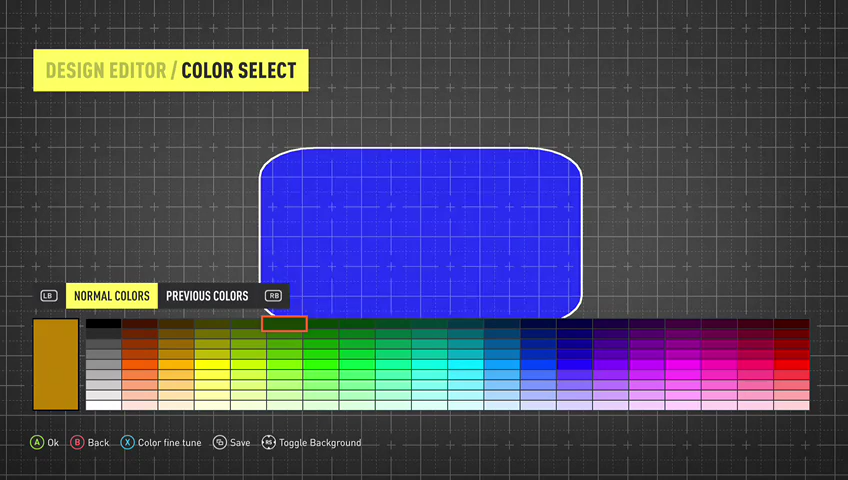 DESIGN EDITOR / COLOR SELECT
LB NORMAL COLORS PREVIOUS COLORS RB
A Ok B Back X Color fine tune Save RS Toggle Background